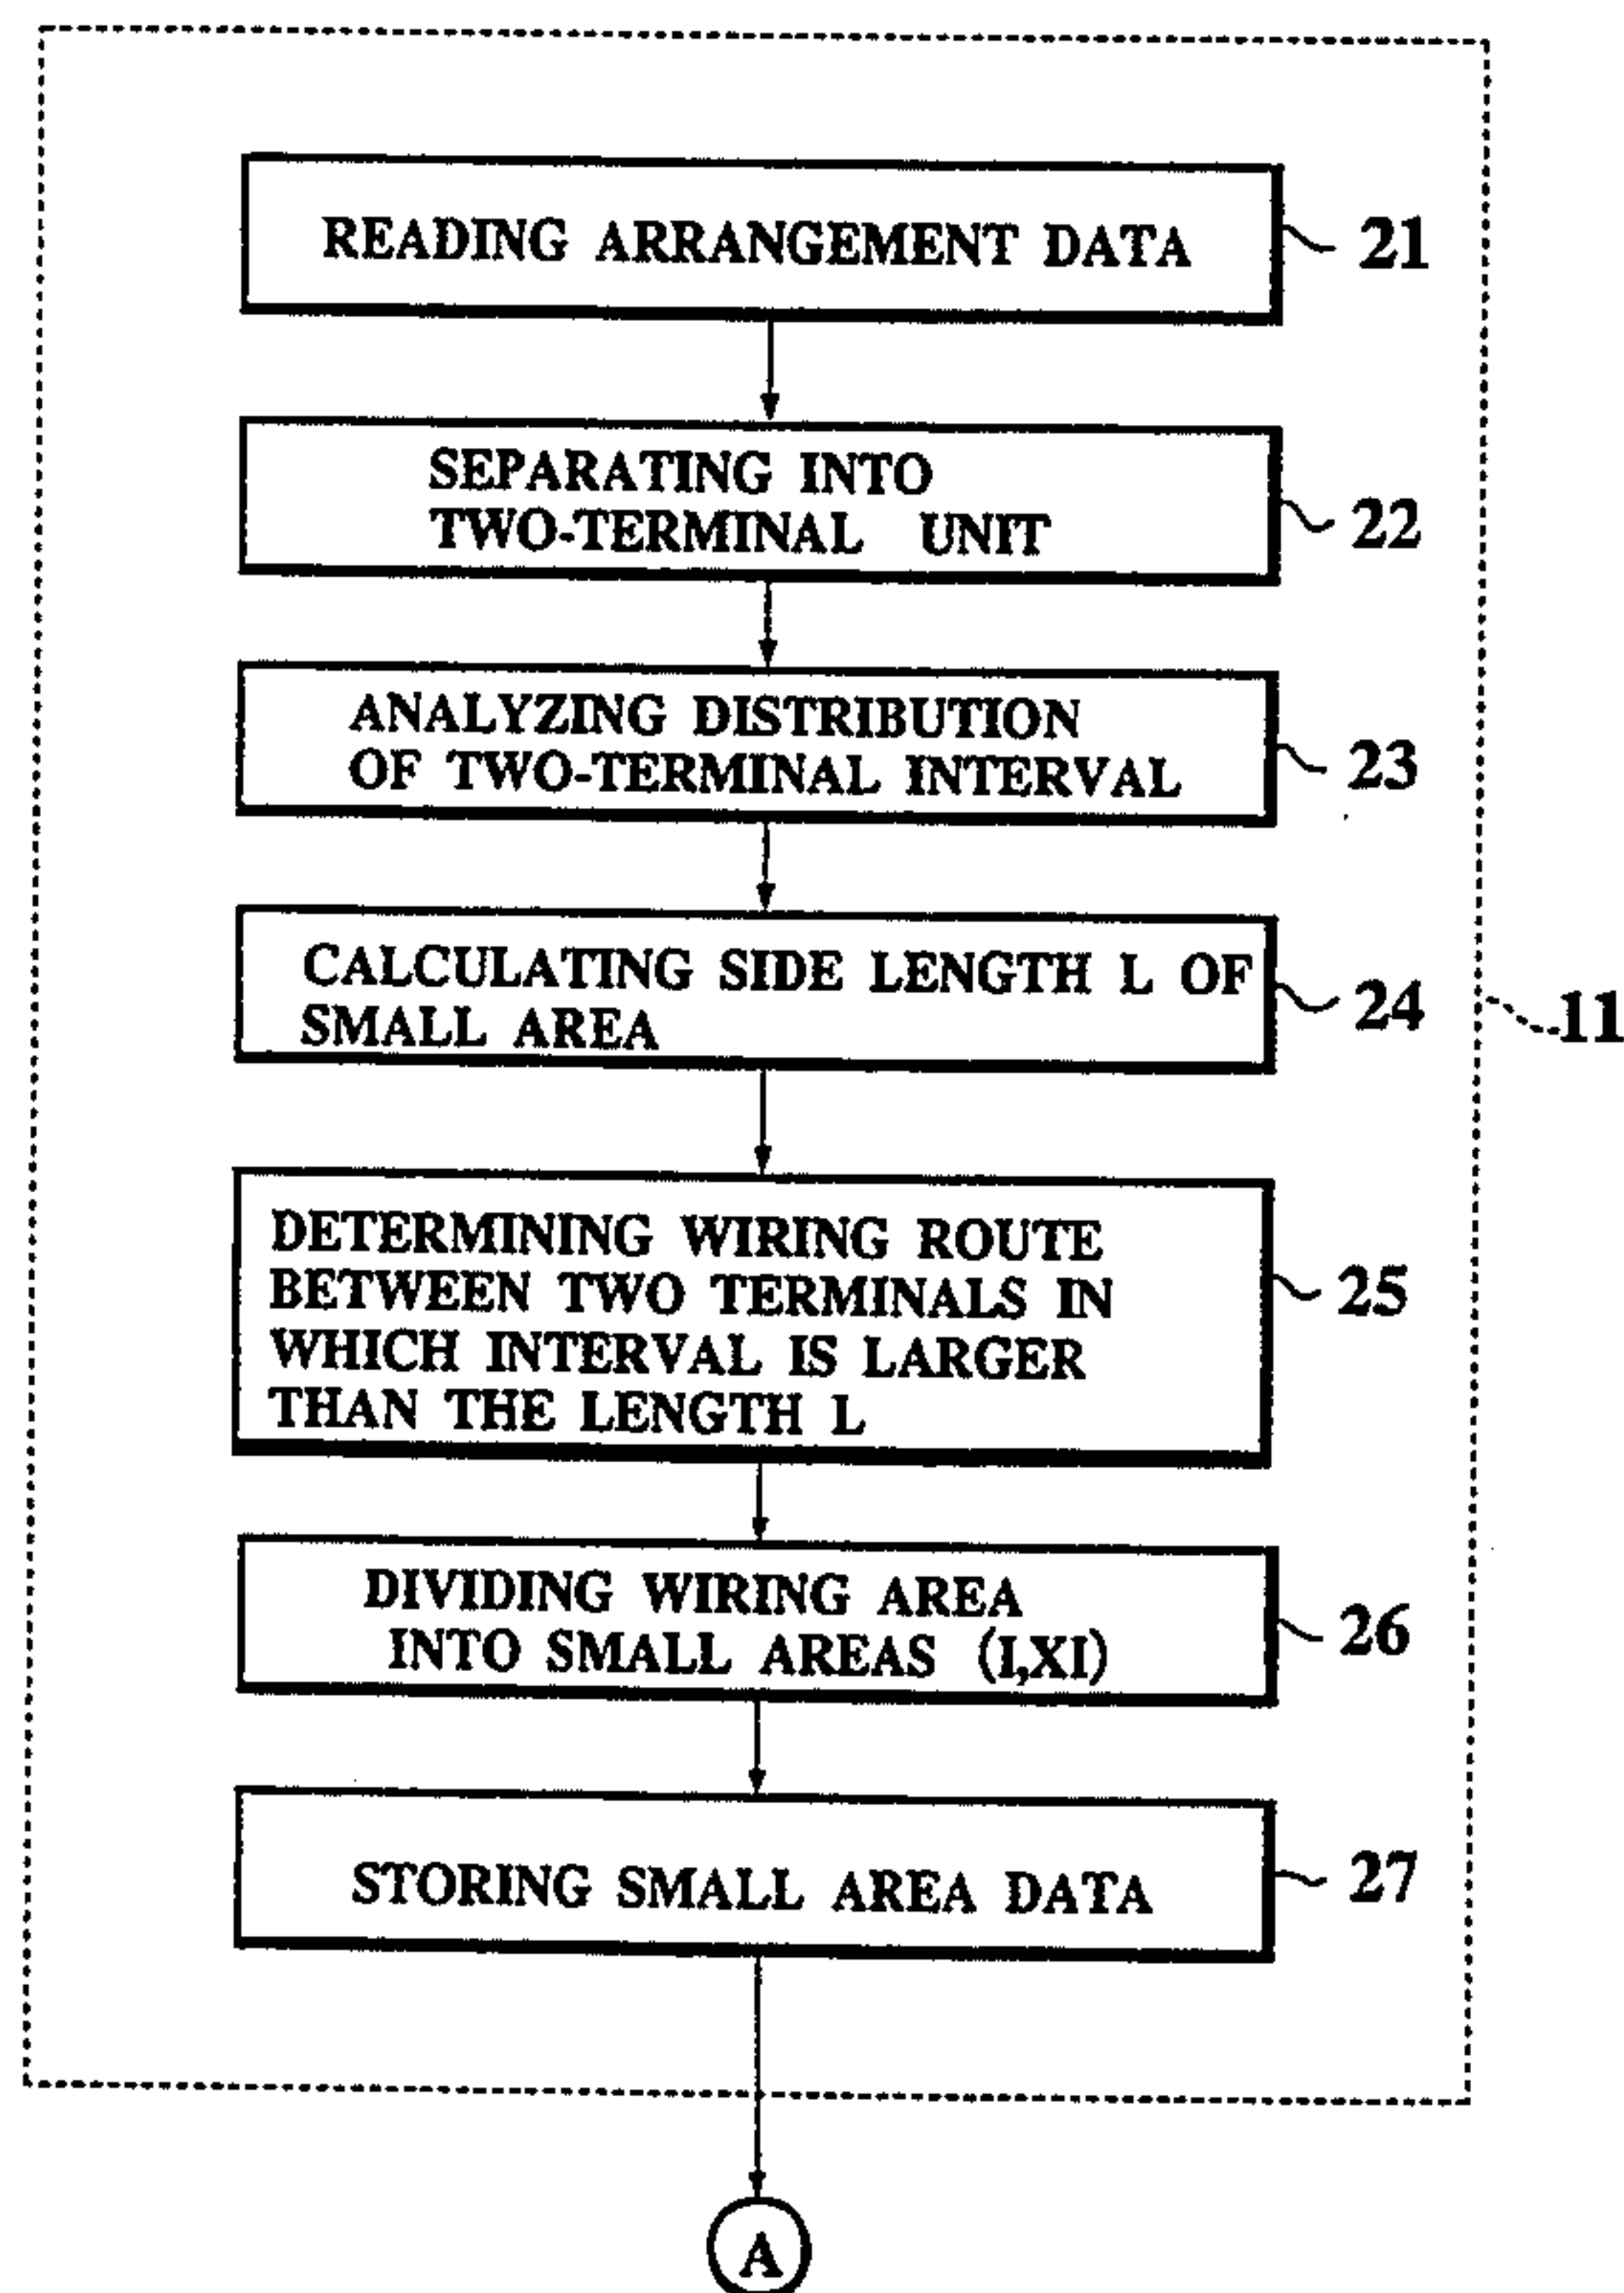 READING ARRANGEMENT DATA
21
SEPARATING INTO
TWO-TERMINAL UNIT
22
ANALYZING DISTRIBUTION
OF TWO-TERMINAL INTERVAL
23
CALCULATING SIDE LENGTH L OF
SMALL AREA
24
11
DETERMINING WIRING ROUTE
BETWEEN TWO TERMINALS IN
WHICH INTERVAL IS LARGER
THAN THE LENGTH L
25
DIVIDING WIRING AREA
INTO SMALL AREAS (I,XI)
26
STORING SMALL AREA DATA
27
A